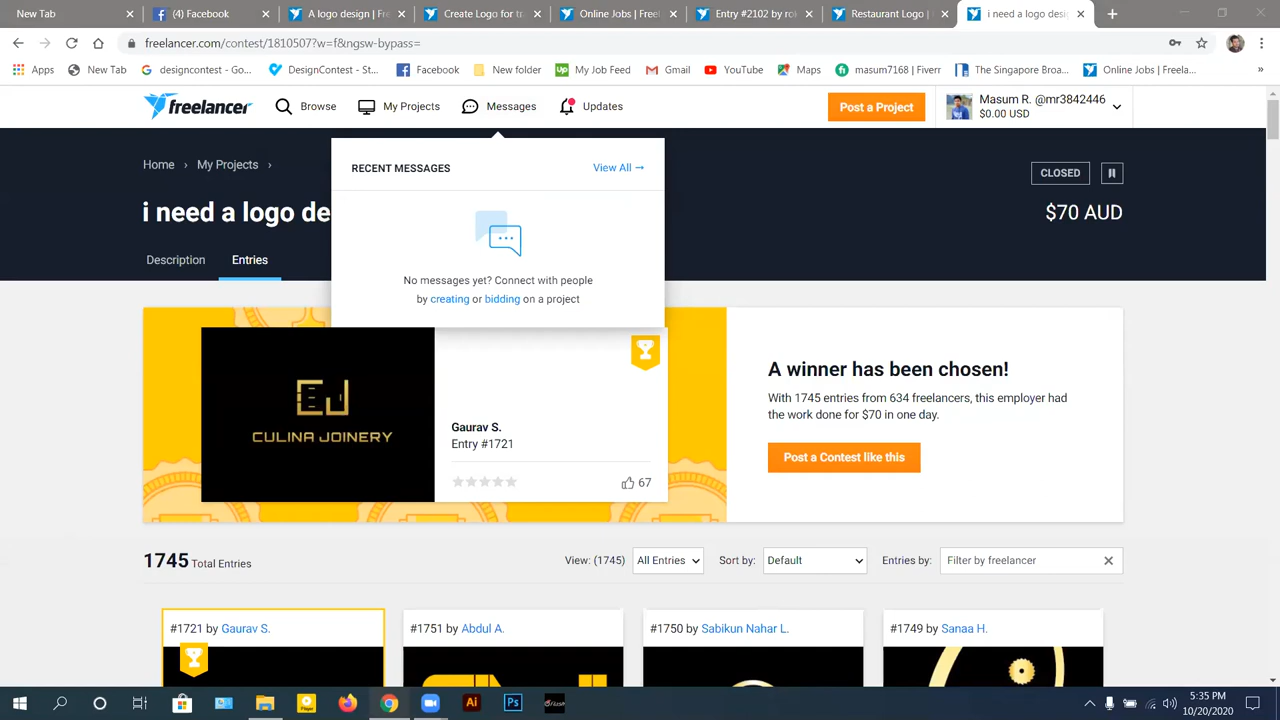 New Tab
(4) Facebook
A logo desig
Create Logo for tr
Online Jobs | Free
Entry #2102 by ro
Restaurant Logo |
i need a logo desi
freelancer.com/contest/1810507?w=f&ngsw-bypass=
Apps
New Tab
designcontest - Go...
DesignContest - St...
Facebook
New folder
My Job Feed
Gmail
YouTube
Maps
masum7168 | Fiverr
The Singapore Broa...
Online Jobs | Freela...
freelancer
Browse
My Projects
Messages
Updates
Post a Project
Masum R. @mr3842446
$0.00 USD
RECENT MESSAGES
View All →
No messages yet? Connect with people
by creating or bidding on a project
Home › My Projects ›
CLOSED
i need a logo de
$70 AUD
Description
Entries
CULINA JOINERY
Gaurav S.
Entry #1721
67
A winner has been chosen!
With 1745 entries from 634 freelancers, this employer had
the work done for $70 in one day.
Post a Contest like this
1745 Total Entries
View: (1745)
All Entries
Sort by:
Default
Entries by:
Filter by freelancer
#1721 by Gaurav S.
#1751 by Abdul A.
#1750 by Sabikun Nahar L.
#1749 by Sanaa H.
5:35 PM
10/20/2020